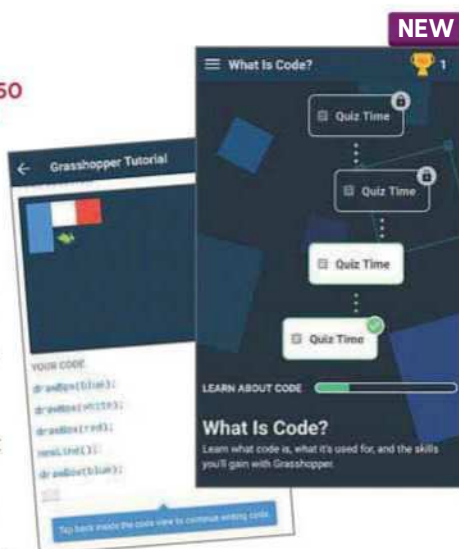 NEW
50
Grasshopper Tutorial
YOUR CODE
drawBox(blue);
drawBox(white);
drawBox(red);
newLine();
drawBox(blue);
Tap back inside the code view to continue writing code.
What Is Code?
1
Quiz Time
Quiz Time
Quiz Time
Quiz Time
LEARN ABOUT CODE
What Is Code?
Learn what code is, what it's used for, and the skills
you'll gain with Grasshopper.